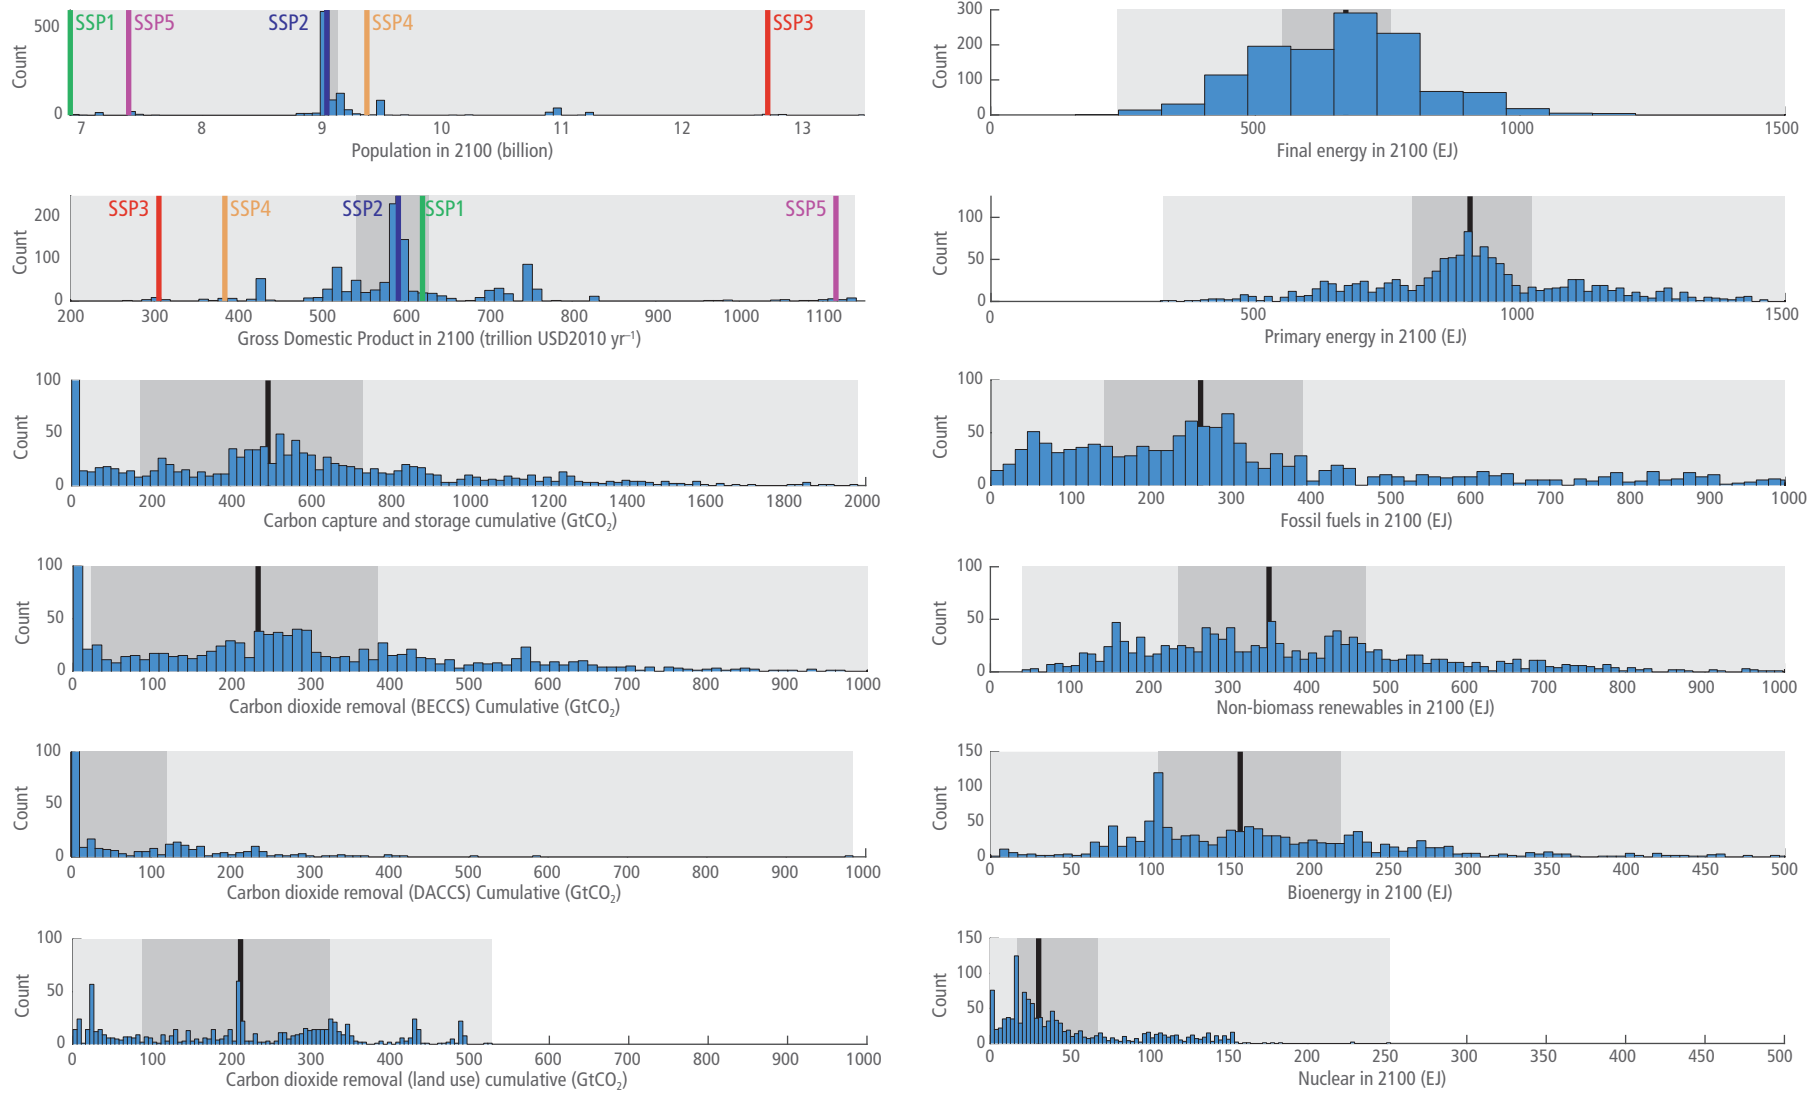 500
0
Count
SSP1
SSP5
SSP2
SSP4
SSP3
7 8 9 10 11 12 13
Population in 2100 (billion)
200
100
0
Count
SSP3
SSP4
SSP2
SSP1
SSP5
200 300 400 500 600 700 800 900 1000 1100
Gross Domestic Product in 2100 (trillion USD2010 yr⁻¹)
100
50
0
Count
0 200 400 600 800 1000 1200 1400 1600 1800 2000
Carbon capture and storage cumulative (GtCO₂)
100
50
0
Count
0 100 200 300 400 500 600 700 800 900 1000
Carbon dioxide removal (BECCS) Cumulative (GtCO₂)
100
50
0
Count
0 100 200 300 400 500 600 700 800 900 1000
Carbon dioxide removal (DACCS) Cumulative (GtCO₂)
100
50
0
Count
0 100 200 300 400 500 600 700 800 900 1000
Carbon dioxide removal (land use) cumulative (GtCO₂)
300
200
100
0
Count
0 500 1000 1500
Final energy in 2100 (EJ)
100
50
0
Count
0 500 1000 1500
Primary energy in 2100 (EJ)
100
50
0
Count
0 100 200 300 400 500 600 700 800 900 1000
Fossil fuels in 2100 (EJ)
100
50
0
Count
0 100 200 300 400 500 600 700 800 900 1000
Non-biomass renewables in 2100 (EJ)
150
100
50
0
Count
0 50 100 150 200 250 300 350 400 450 500
Bioenergy in 2100 (EJ)
150
100
50
0
Count
0 50 100 150 200 250 300 350 400 450 500
Nuclear in 2100 (EJ)